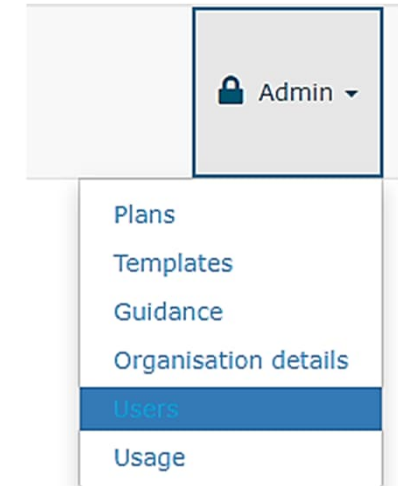 Admin
Plans
Templates
Guidance
Organisation details
Users
Usage